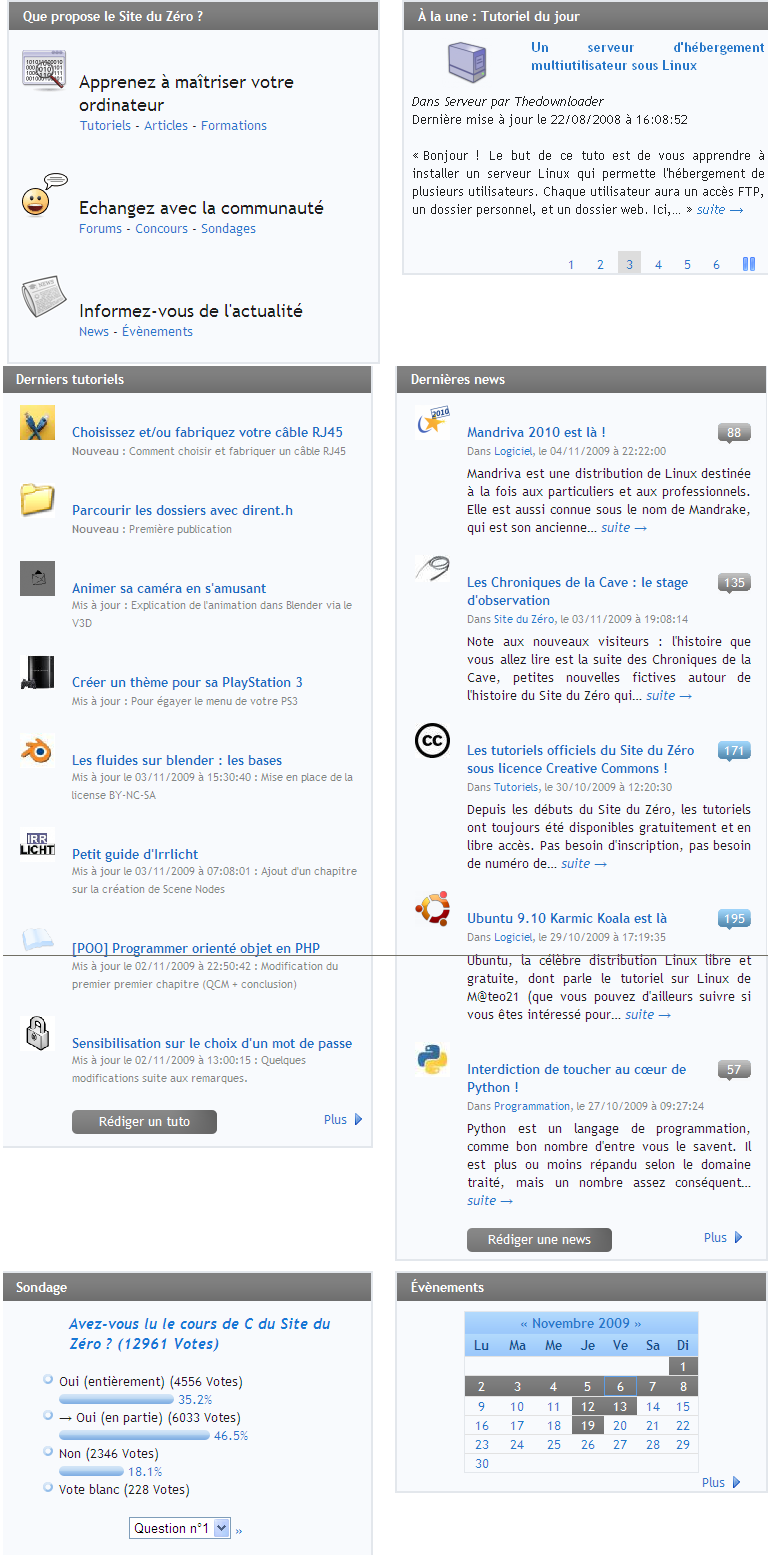 Que propose le Site du Zéro ?
Apprenez à maîtriser votre
ordinateur
Tutoriels - Articles - Formations
Echangez avec la communauté
Forums - Concours - Sondages
Informez-vous de l'actualité
News - Évènements
À la une : Tutoriel du jour
Un serveur d'hébergement
multiutilisateur sous Linux
Dans Serveur par Thedownloader
Dernière mise à jour le 22/08/2008 à 16:08:52
« Bonjour ! Le but de ce tuto est de vous apprendre à
installer un serveur Linux qui permette l'hébergement de
plusieurs utilisateurs. Chaque utilisateur aura un accès FTP,
un dossier personnel, et un dossier web. Ici,... » suite →
1 2 3 4 5 6
Derniers tutoriels
Choisissez et/ou fabriquez votre câble RJ45
Nouveau : Comment choisir et fabriquer un câble RJ45
Parcourir les dossiers avec dirent.h
Nouveau : Première publication
Animer sa caméra en s'amusant
Mis à jour : Explication de l'animation dans Blender via le
V3D
Créer un thème pour sa PlayStation 3
Mis à jour : Pour égayer le menu de votre PS3
Les fluides sur blender : les bases
Mis à jour le 03/11/2009 à 15:30:40 : Mise en place de la
license BY-NC-SA
IRR
LICHT
Petit guide d'Irrlicht
Mis à jour le 03/11/2009 à 07:08:01 : Ajout d'un chapitre
sur la création de Scene Nodes
[POO] Programmer orienté objet en PHP
Mis à jour le 02/11/2009 à 22:50:42 : Modification du
premier premier chapitre (QCM + conclusion)
Sensibilisation sur le choix d'un mot de passe
Mis à jour le 02/11/2009 à 13:00:15 : Quelques
modifications suite aux remarques.
Rédiger un tuto
Plus
Dernières news
2010
Mandriva 2010 est là !
88
Dans Logiciel, le 04/11/2009 à 22:22:00
Mandriva est une distribution de Linux destinée
à la fois aux particuliers et aux professionnels.
Elle est aussi connue sous le nom de Mandrake,
qui est son ancienne... suite →
Les Chroniques de la Cave : le stage
d'observation
135
Dans Site du Zéro, le 03/11/2009 à 19:08:14
Note aux nouveaux visiteurs : l'histoire que
vous allez lire est la suite des Chroniques de la
Cave, petites nouvelles fictives autour de
l'histoire du Site du Zéro qui... suite →
cc
Les tutoriels officiels du Site du Zéro
sous licence Creative Commons !
171
Dans Tutoriels, le 30/10/2009 à 12:20:30
Depuis les débuts du Site du Zéro, les tutoriels
ont toujours été disponibles gratuitement et en
libre accès. Pas besoin d'inscription, pas besoin
de numéro de... suite →
Ubuntu 9.10 Karmic Koala est là
195
Dans Logiciel, le 29/10/2009 à 17:19:35
Ubuntu, la célèbre distribution Linux libre et
gratuite, dont parle le tutoriel sur Linux de
M@teo21 (que vous pouvez d'ailleurs suivre si
vous êtes intéressé pour... suite →
Interdiction de toucher au cœur de
Python !
57
Dans Programmation, le 27/10/2009 à 09:27:24
Python est un langage de programmation,
comme bon nombre d'entre vous le savent. Il
est plus ou moins répandu selon le domaine
traité, mais un nombre assez conséquent...
suite →
Rédiger une news
Plus
Sondage
Avez-vous lu le cours de C du Site du
Zéro ? (12961 Votes)
Oui (entièrement) (4556 Votes)
35.2%
→ Oui (en partie) (6033 Votes)
46.5%
Non (2346 Votes)
18.1%
Vote blanc (228 Votes)
Question n°1 »
Évènements
« Novembre 2009 »
Lu Ma Me Je Ve Sa Di
1
2 3 4 5 6 7 8
9 10 11 12 13 14 15
16 17 18 19 20 21 22
23 24 25 26 27 28 29
30
Plus